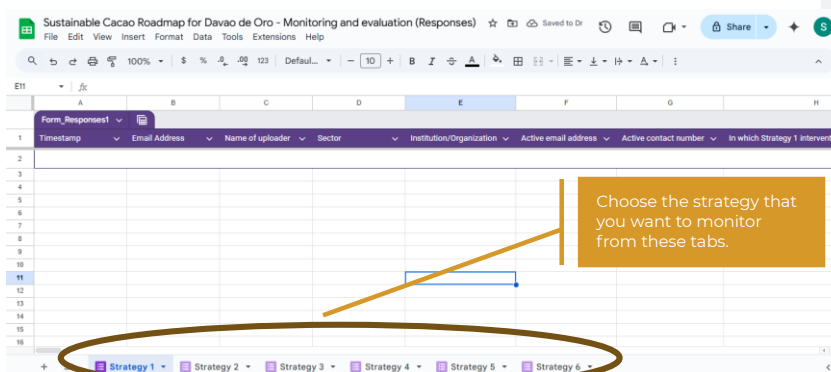 Sustainable Cacao Roadmap for Davao de Oro - Monitoring and evaluation (Responses) Saved to Dr Share S
File Edit View Insert Format Data Tools Extensions Help
100% $ % .0 .00 123 Defaul... - 10 + B I A A
E11 fx
A B C D E F G H
Form_Responses1
1 Timestamp Email Address Name of uploader Sector Institution/Organization Active email address Active contact number In which Strategy 1 intervent
2
3
4
5
6
7
8
9
10
11
12
13
14
15
16
Choose the strategy that
you want to monitor
from these tabs.
+ Strategy 1 Strategy 2 Strategy 3 Strategy 4 Strategy 5 Strategy 6